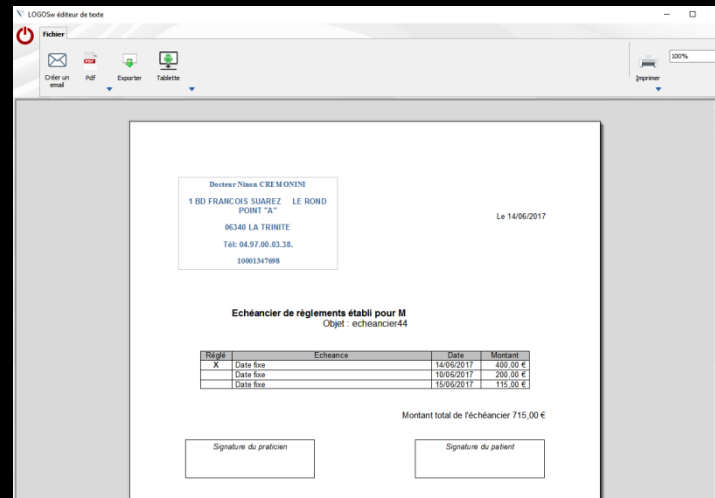 LOGOSw éditeur de texte
Fichier
Créer un
email
Pdf
Exporter
Tablette
Imprimer
100%
Docteur Ninon CREMONINI
1 BD FRANCOIS SUAREZ LE ROND
POINT "A"
06340 LA TRINITE
Tél: 04.97.00.03.38.
10001347698
Le 14/06/2017
Echéancier de règlements établi pour M
Objet : echeancier44
Réglé Echeance Date Montant
X Date fixe 14/06/2017 400,00 €
Date fixe 10/06/2017 200,00 €
Date fixe 15/06/2017 115,00 €
Montant total de l'échéancier 715,00 €
Signature du praticien Signature du patient